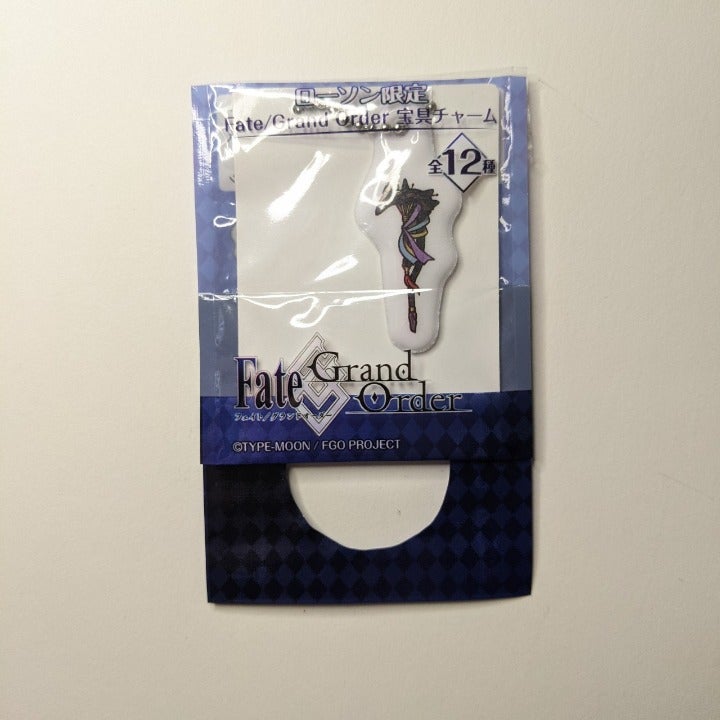 ローソン限定
Fate/Grand Order 宝具チャーム
全12種
Fate Grand Order
フェイト/グランドオーダー
©TYPE-MOON / FGO PROJECT